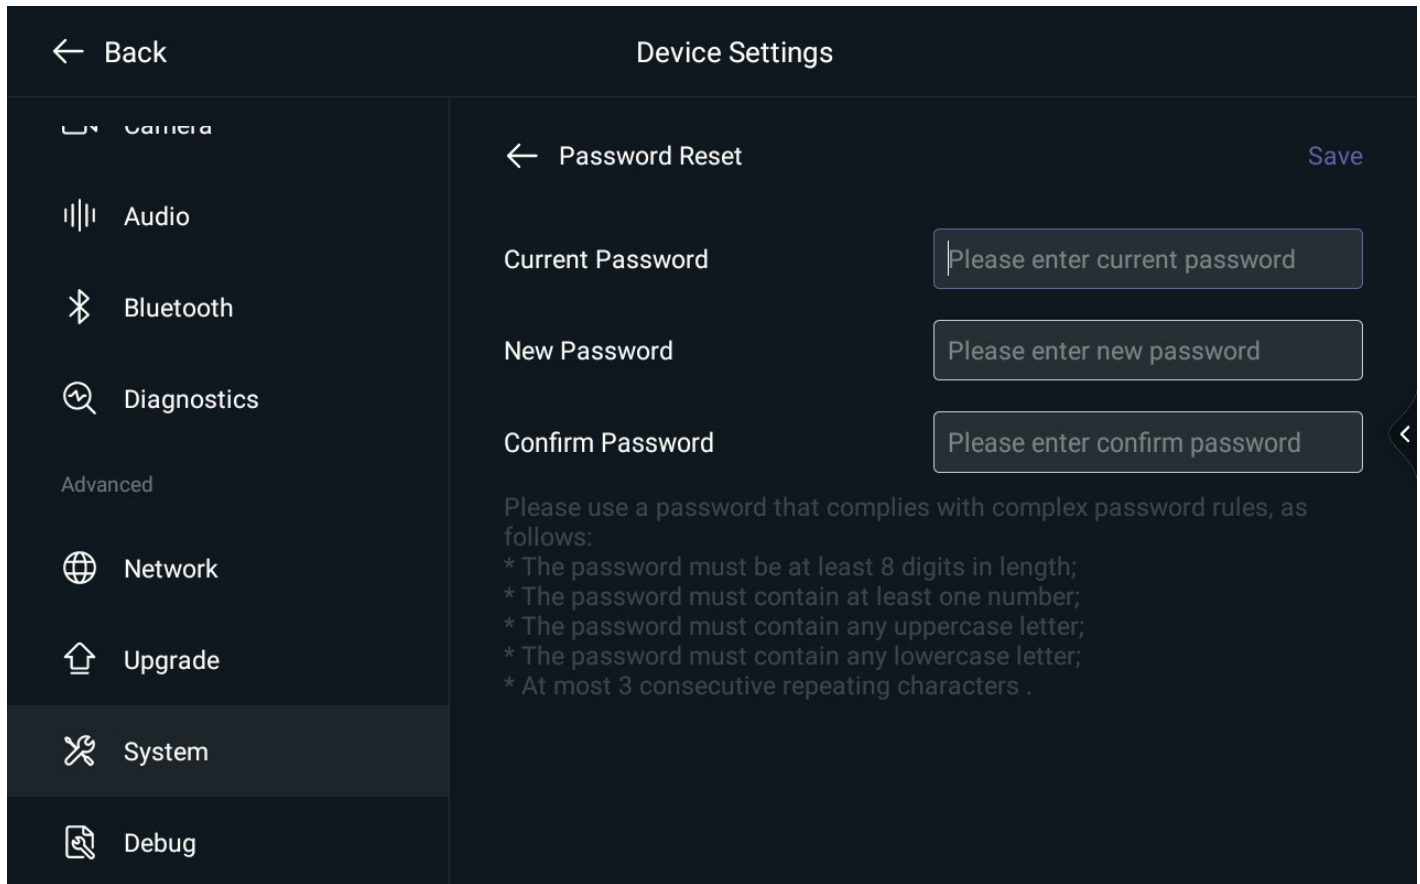 Back
Device Settings
Camera
Audio
Bluetooth
Diagnostics
Advanced
Network
Upgrade
System
Debug
Password Reset
Save
Current Password
Please enter current password
New Password
Please enter new password
Confirm Password
Please enter confirm password
Please use a password that complies with complex password rules, as
follows:
* The password must be at least 8 digits in length;
* The password must contain at least one number;
* The password must contain any uppercase letter;
* The password must contain any lowercase letter;
* At most 3 consecutive repeating characters .